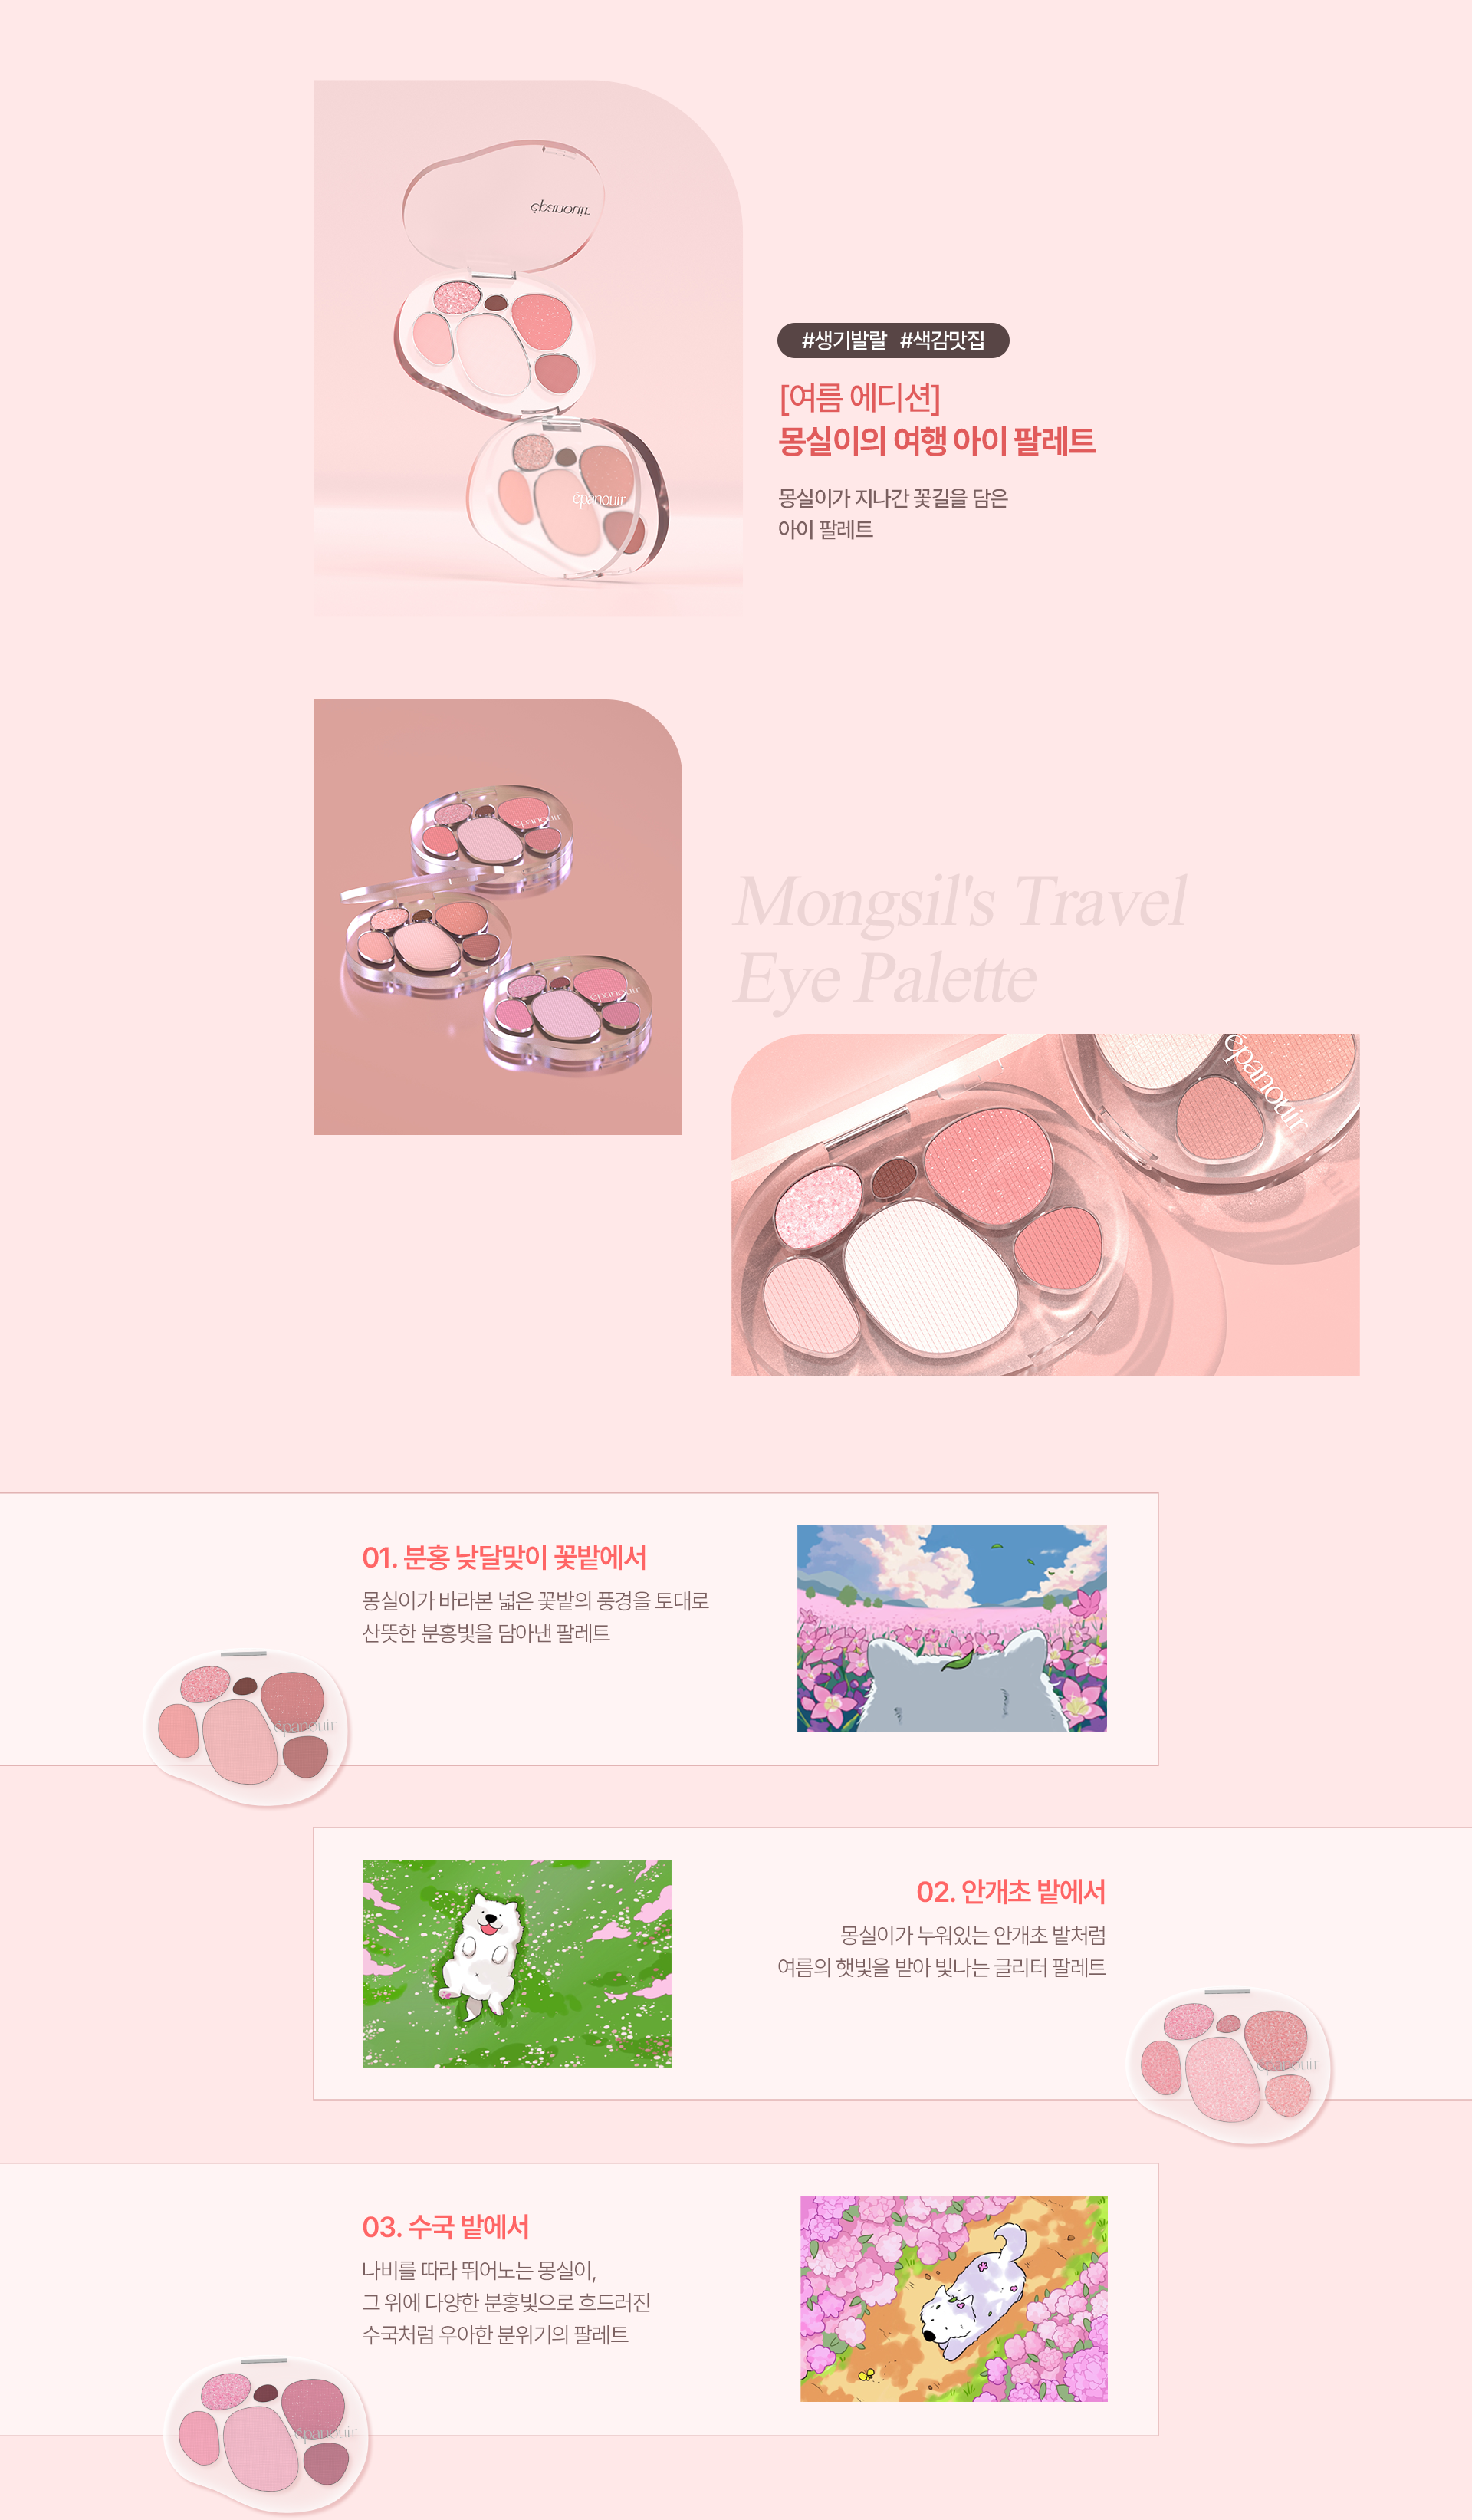 épanouir
épanouir
#생기발랄 #색감맛집
[여름 에디션]
몽실이의 여행 아이 팔레트
몽실이가 지나간 꽃길을 담은
아이 팔레트
épanouir
épanouir
Mongsil's Travel
Eye Palette
épanouir
01. 분홍 낮달맞이 꽃밭에서
몽실이가 바라본 넓은 꽃밭의 풍경을 토대로
산뜻한 분홍빛을 담아낸 팔레트
épanouir
02. 안개초 밭에서
몽실이가 누워있는 안개초 밭처럼
여름의 햇빛을 받아 빛나는 글리터 팔레트
épanouir
03. 수국 밭에서
나비를 따라 뛰어노는 몽실이,
그 위에 다양한 분홍빛으로 흐드러진
수국처럼 우아한 분위기의 팔레트
épanouir